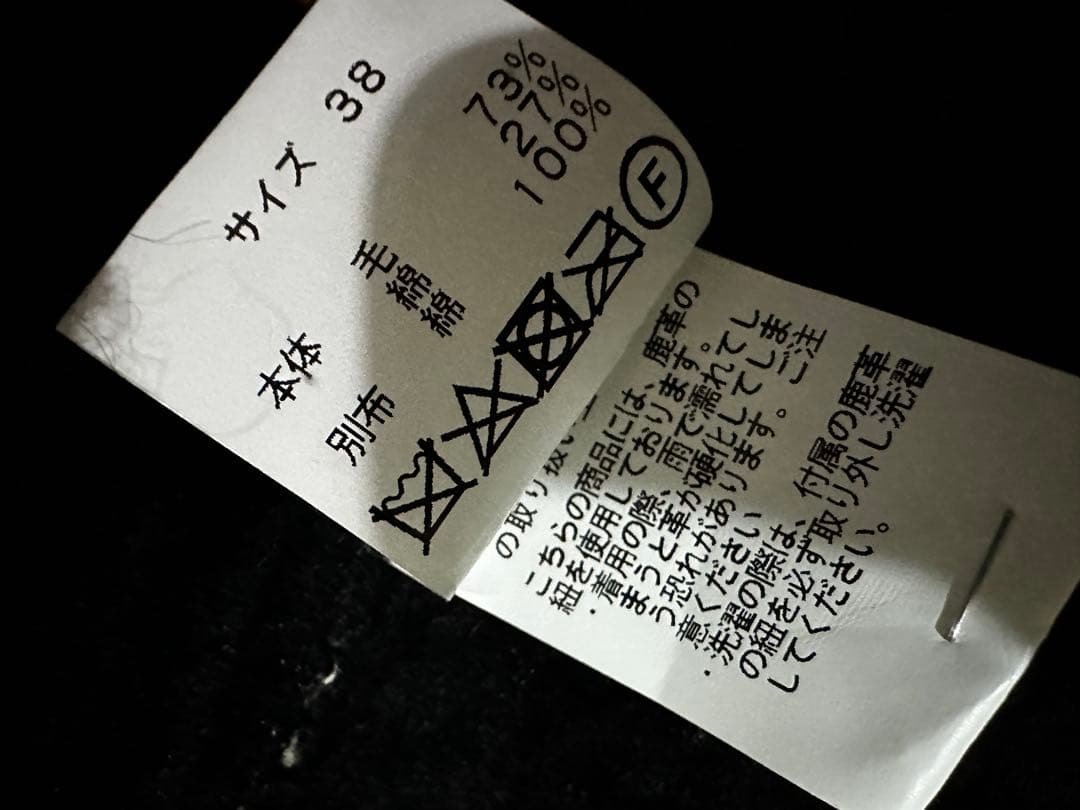 サイズ 38
本体 毛 73%
綿 27%
別布 綿 100%
F
の取り扱い
こちらの商品には、鹿革の
紐を使用しております。
・着用の際、雨で濡れてし
まうと革が硬化してしま
う恐れがあります。ご注
意ください
・洗濯の際は、付属の鹿革
の紐を必ず取り外し洗濯
してください。